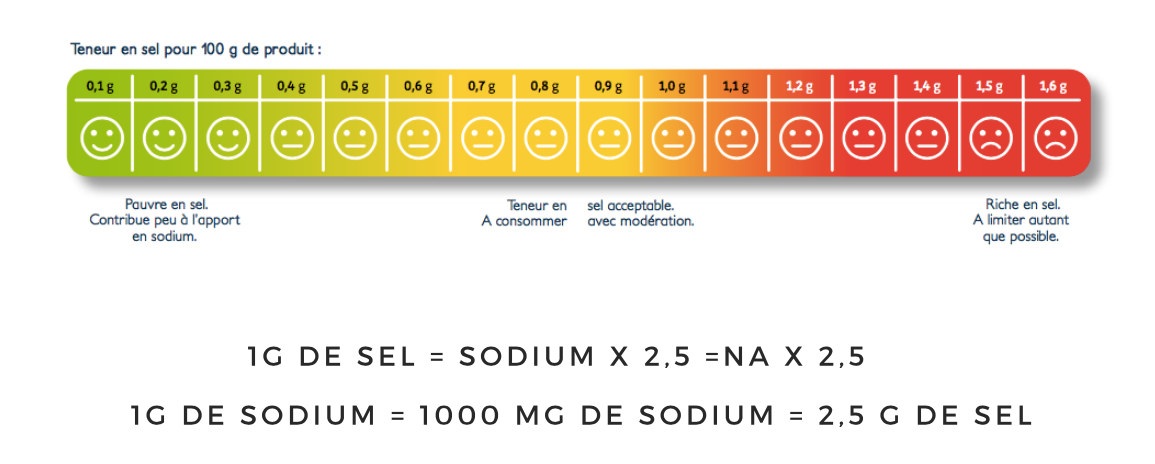 Teneur en sel pour 100 g de produit :
0,1 g 0,2 g 0,3 g 0,4 g 0,5 g 0,6 g 0,7 g 0,8 g 0,9 g 1,0 g 1,1 g 1,2 g 1,3 g 1,4 g 1,5 g 1,6 g
Pauvre en sel.
Contribue peu à l'apport
en sodium.
Teneur en sel acceptable.
A consommer avec modération.
Riche en sel.
A limiter autant
que possible.
1G DE SEL = SODIUM X 2,5 =NA X 2,5
1G DE SODIUM = 1000 MG DE SODIUM = 2,5 G DE SEL